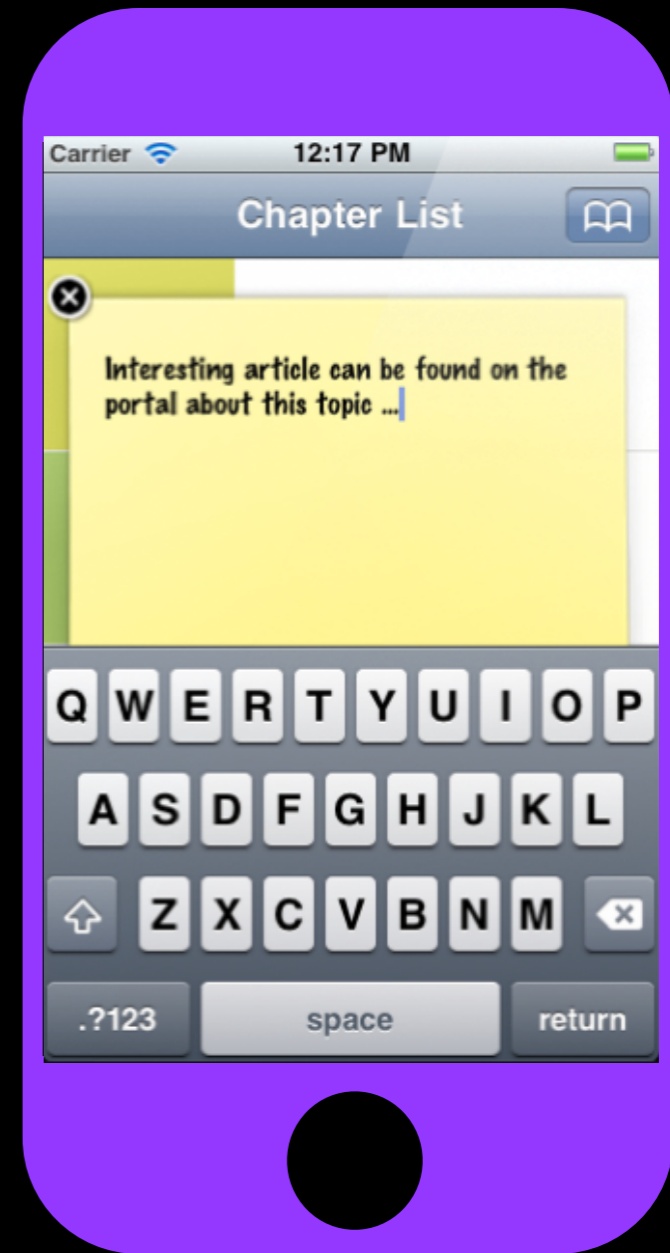 Carrier 12:17 PM
Chapter List
Interesting article can be found on the
portal about this topic ...
Q W E R T Y U I O P
A S D F G H J K L
Z X C V B N M
.?123 space return